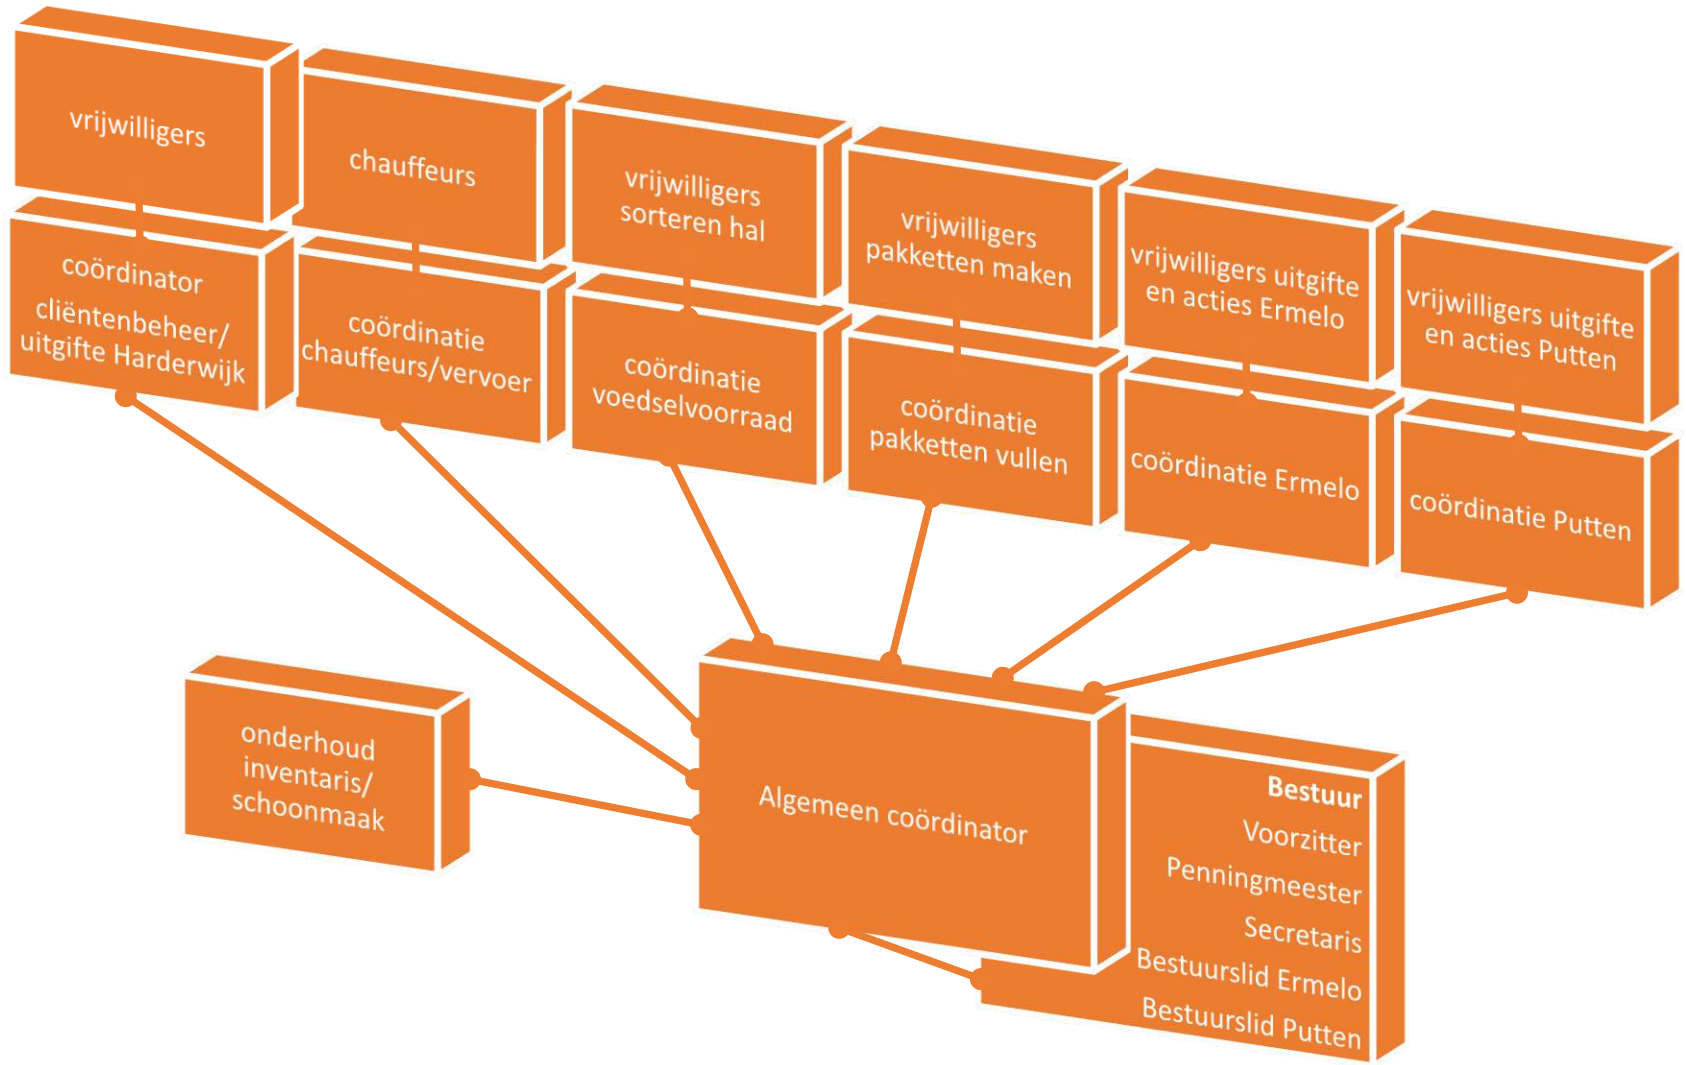 vrijwilligers
chauffeurs
vrijwilligers
sorteren hal
vrijwilligers
pakketten maken
vrijwilligers uitgifte
en acties Ermelo
vrijwilligers uitgifte
en acties Putten
coördinator
cliëntenbeheer/
uitgifte Harderwijk
coördinatie
chauffeurs/vervoer
coördinatie
voedselvoorraad
coördinatie
pakketten vullen
coördinatie Ermelo
coördinatie Putten
onderhoud
inventaris/
schoonmaak
Algemeen coördinator
Bestuur
Voorzitter
Penningmeester
Secretaris
Bestuurslid Ermelo
Bestuurslid Putten